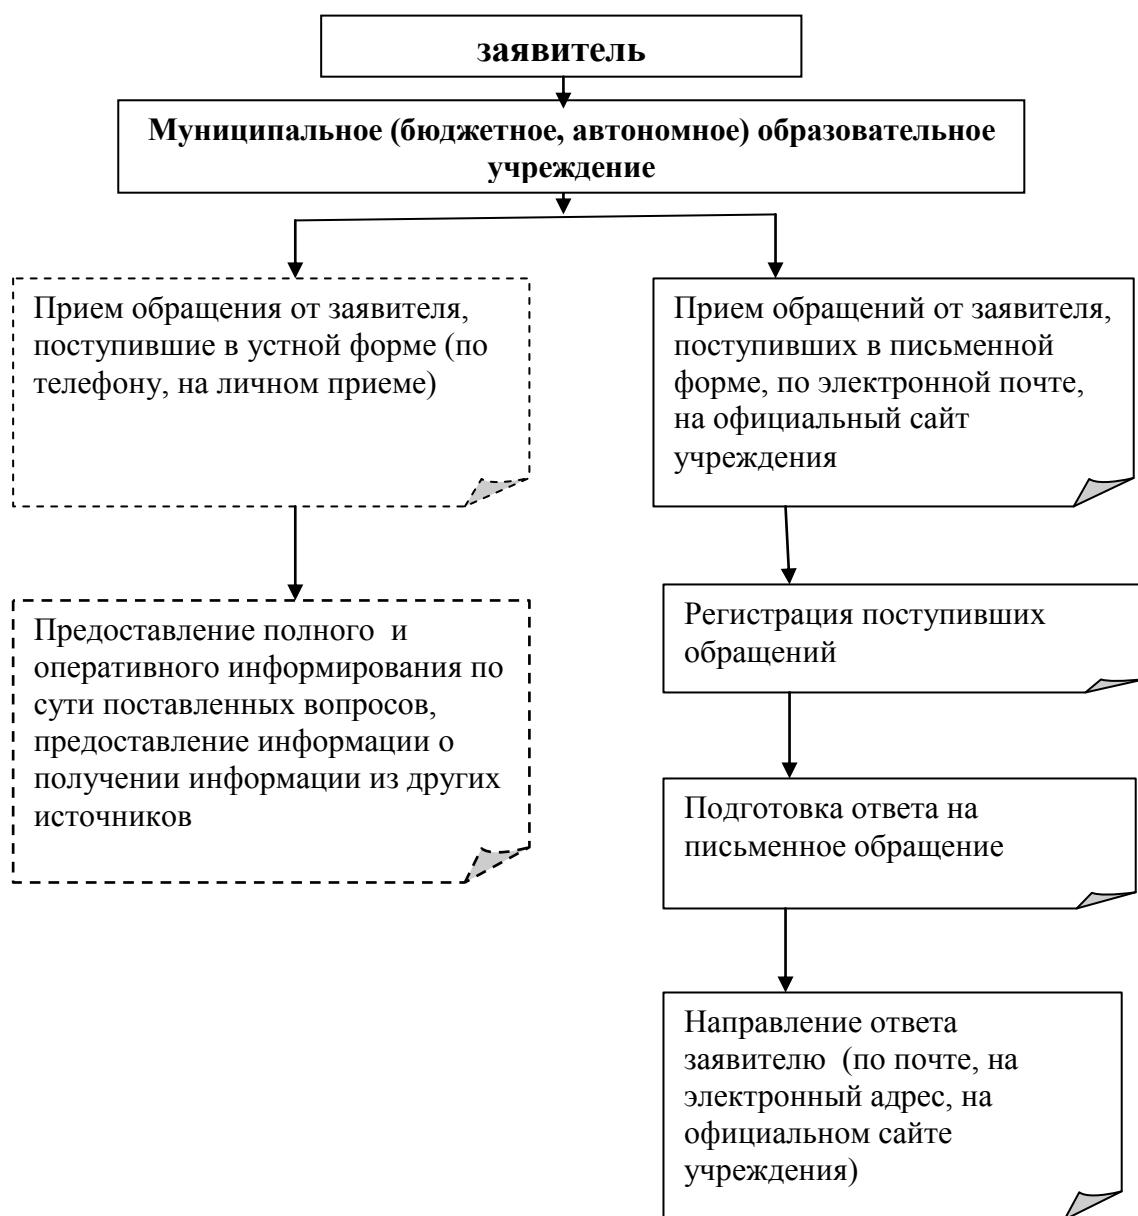 заявитель
Муниципальное (бюджетное, автономное) образовательное
учреждение
Прием обращения от заявителя,
поступившие в устной форме (по
телефону, на личном приеме)
Прием обращений от заявителя,
поступивших в письменной
форме, по электронной почте,
на официальный сайт
учреждения
Предоставление полного  и
оперативного информирования по
сути поставленных вопросов,
предоставление информации о
получении информации из других
источников
Регистрация поступивших
обращений
Подготовка ответа на
письменное обращение
Направление ответа
заявителю  (по почте, на
электронный адрес, на
официальном сайте
учреждения)